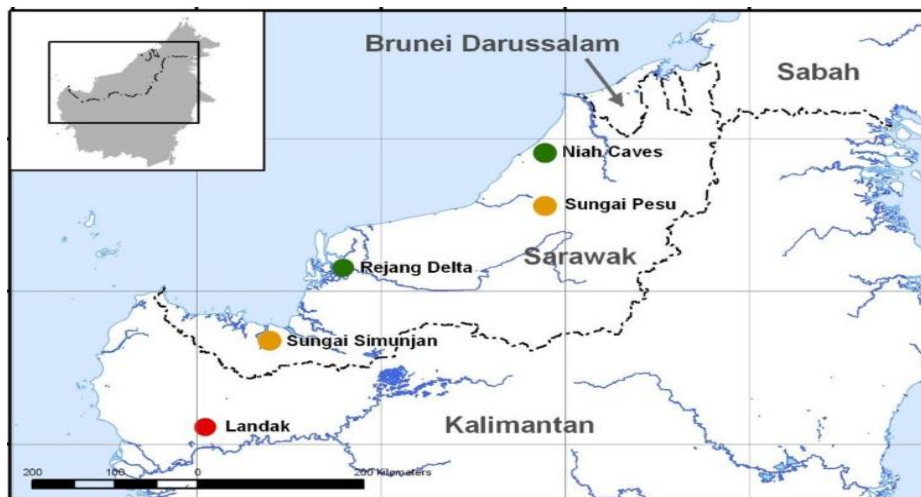 Brunei Darussalam
Sabah
Niah Caves
Sungai Pesu
Sarawak
Rejang Delta
Sungai Simunjan
Landak
Kalimantan
200 100 0 200 Kilometers